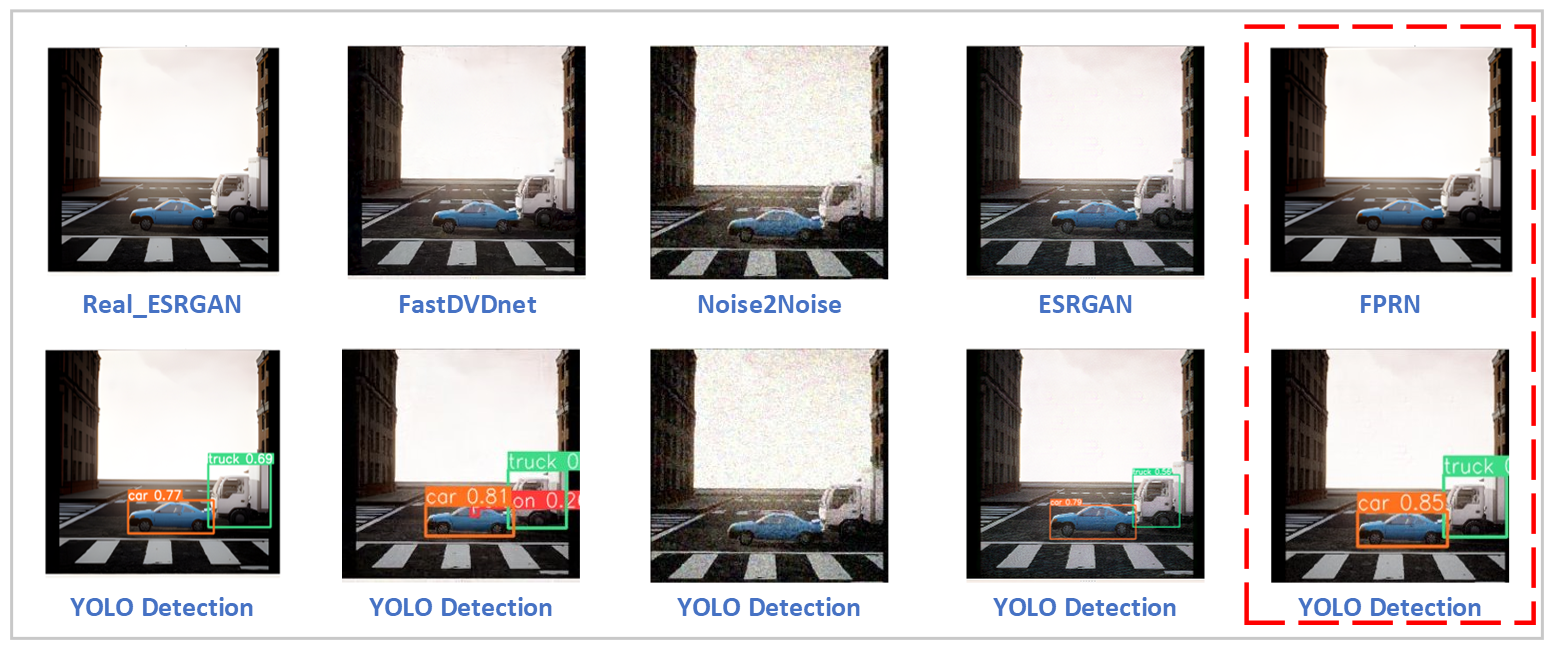 Real_ESRGAN FastDVDnet Noise2Noise ESRGAN FPRN
truck 0.69
car 0.77
truck 0
car 0.81
on 0.2
truck 0.56
car 0.79
truck
car 0.85
YOLO Detection YOLO Detection YOLO Detection YOLO Detection YOLO Detection